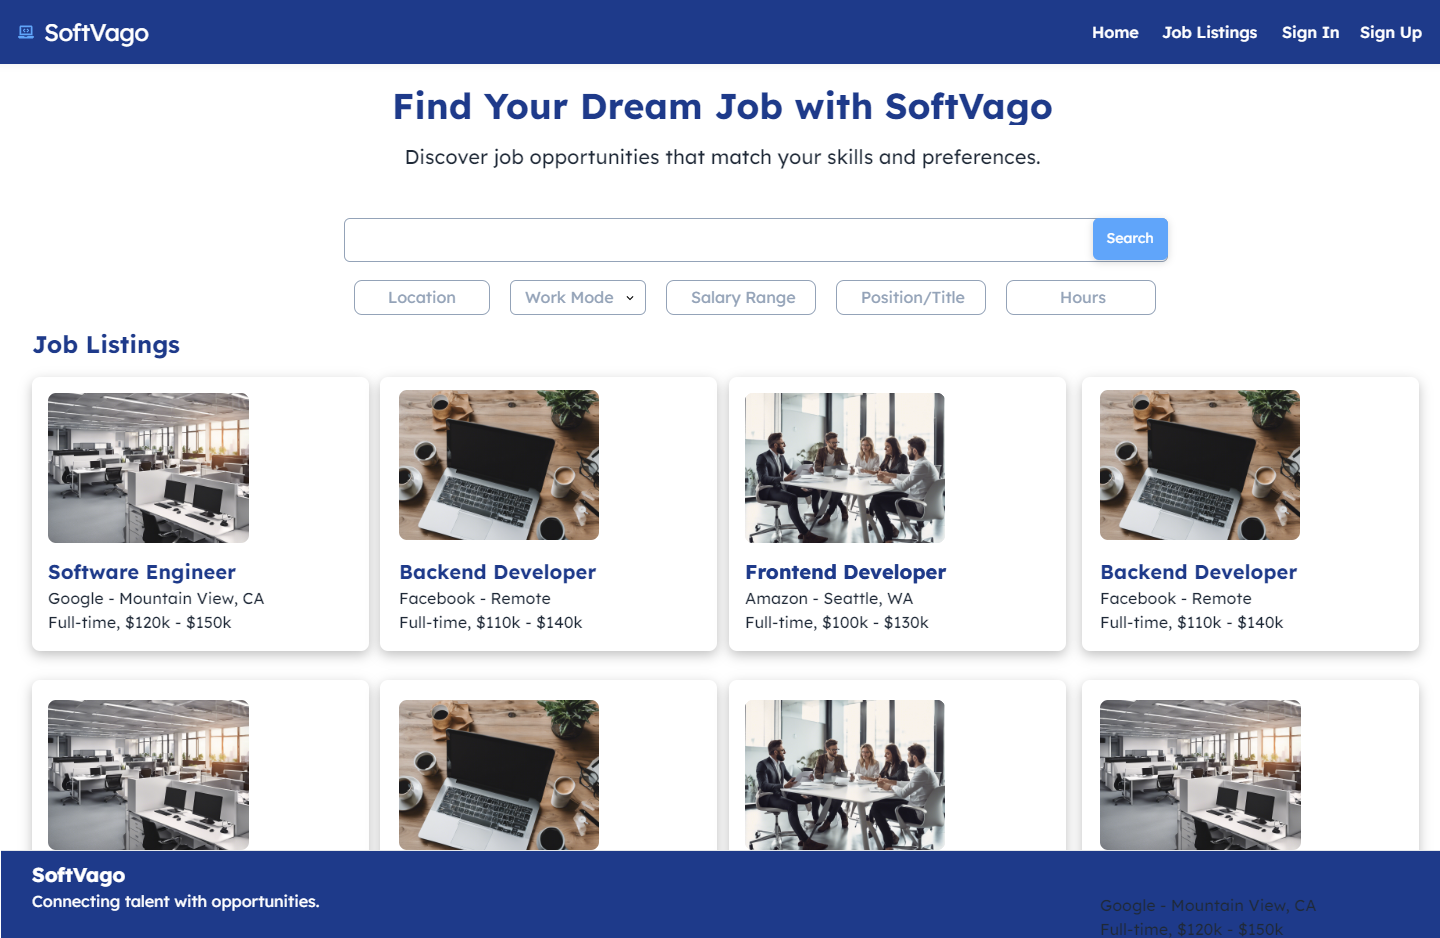 SoftVago
Home Job Listings Sign In Sign Up
Find Your Dream Job with SoftVago
Discover job opportunities that match your skills and preferences.
Search
Location Work Mode Salary Range Position/Title Hours
Job Listings
Software Engineer
Google - Mountain View, CA
Full-time, $120k - $150k
Backend Developer
Facebook - Remote
Full-time, $110k - $140k
Frontend Developer
Amazon - Seattle, WA
Full-time, $100k - $130k
Backend Developer
Facebook - Remote
Full-time, $110k - $140k
SoftVago
Connecting talent with opportunities.
Google - Mountain View, CA
Full-time, $120k - $150k